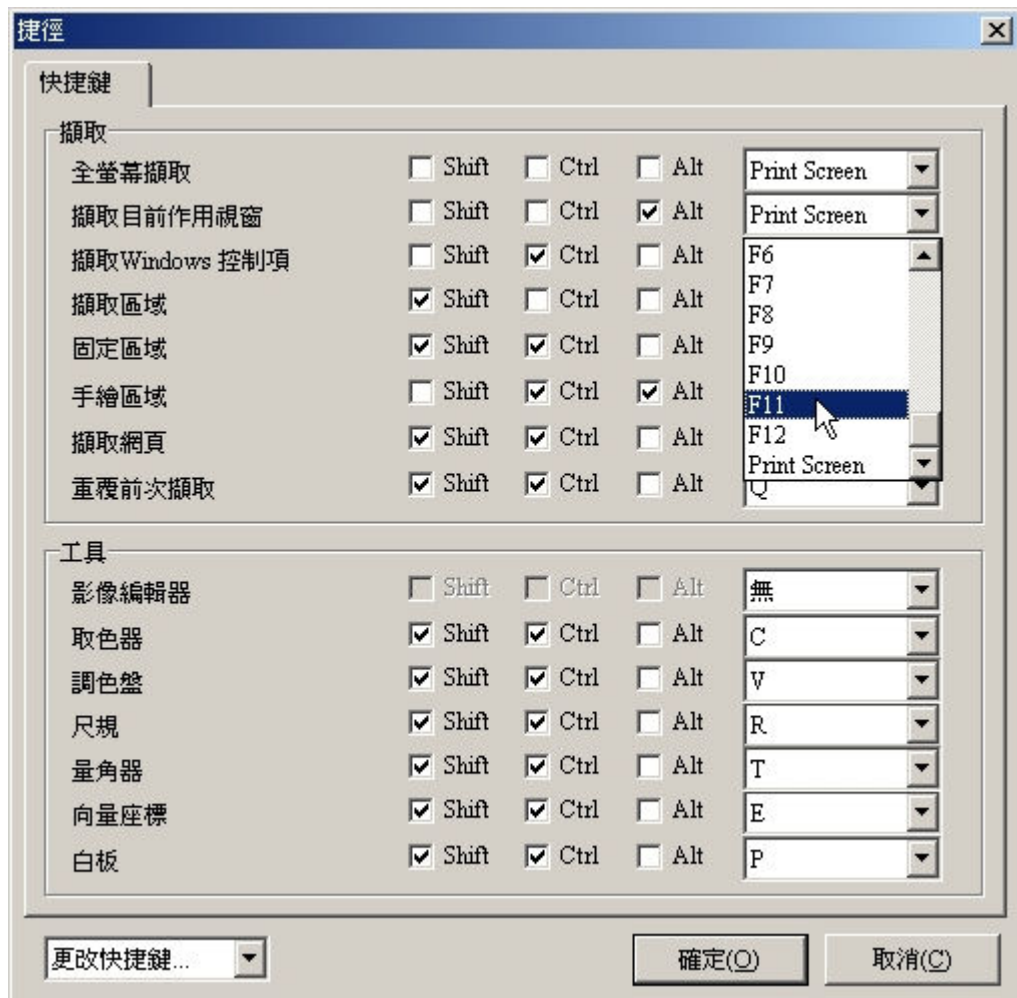 捷徑
快捷鍵
擷取
全螢幕擷取 Shift Ctrl Alt Print Screen
擷取目前作用視窗 Shift Ctrl Alt Print Screen
擷取Windows 控制項 Shift Ctrl Alt F6
F7
擷取區域 Shift Ctrl Alt F8
固定區域 Shift Ctrl Alt F9
F10
手繪區域 Shift Ctrl Alt F11
擷取網頁 Shift Ctrl Alt F12
Print Screen
重覆前次擷取 Shift Ctrl Alt Q
工具
影像編輯器 Shift Ctrl Alt 無
取色器 Shift Ctrl Alt C
調色盤 Shift Ctrl Alt V
尺規 Shift Ctrl Alt R
量角器 Shift Ctrl Alt T
向量座標 Shift Ctrl Alt E
白板 Shift Ctrl Alt P
更改快捷鍵... 確定(O) 取消(C)